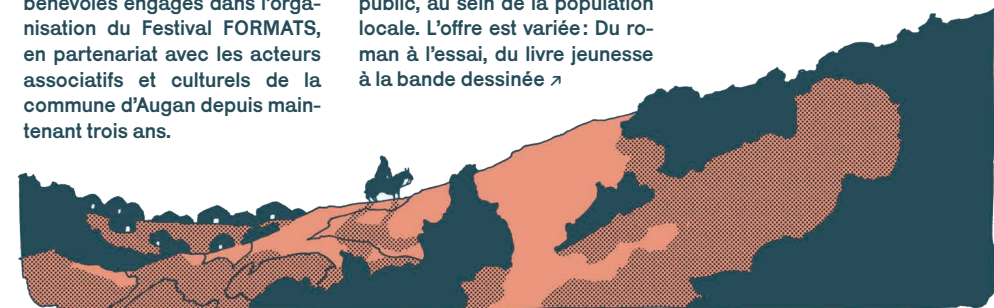 bénévoles engagés dans l'orga-
nisation du Festival FORMATS,
en partenariat avec les acteurs
associatifs et culturels de la
commune d'Augan depuis main-
tenant trois ans.
public, au sein de la population
locale. L'offre est variée : Du ro-
man à l'essai, du livre jeunesse
à la bande dessinée ↗